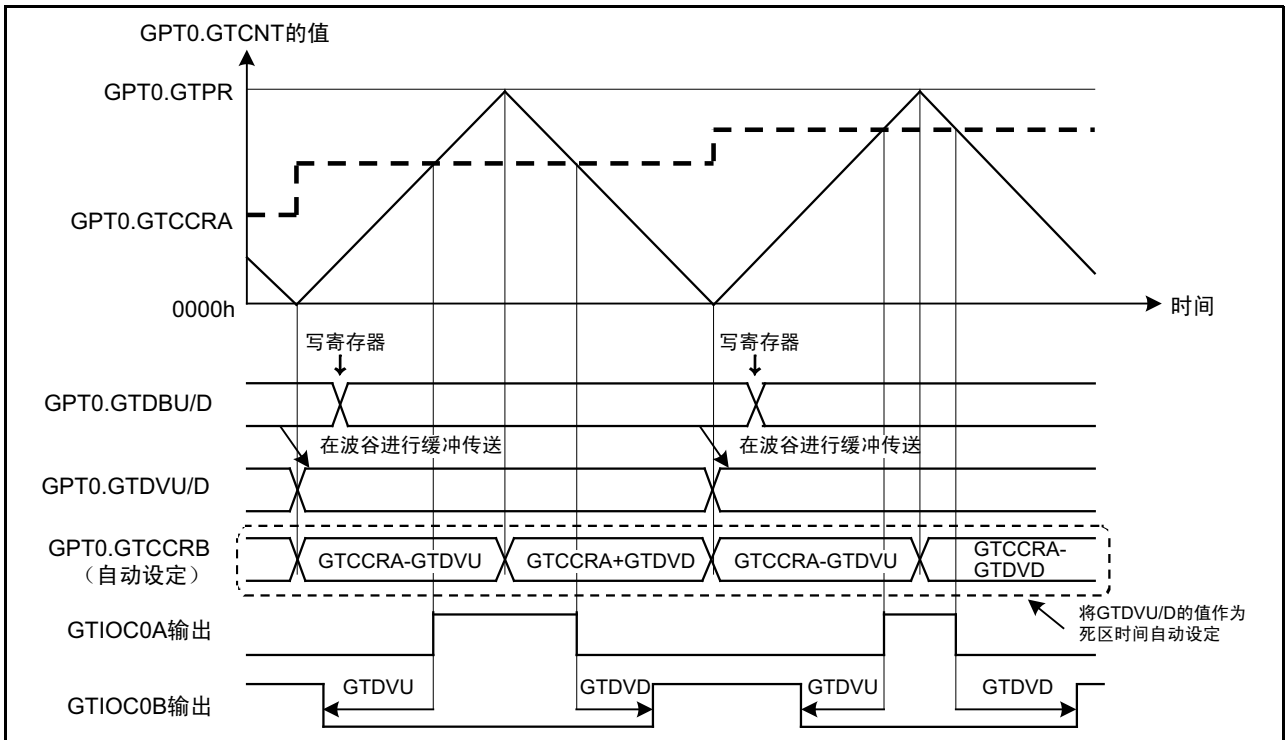 GPT0.GTCNT的值
GPT0.GTPR
GPT0.GTCCRA
0000h
时间
写寄存器
写寄存器
GPT0.GTDBU/D
在波谷进行缓冲传送
在波谷进行缓冲传送
GPT0.GTDVU/D
GPT0.GTCCRB
（自动设定）
GTCCRA-GTDVU
GTCCRA+GTDVD
GTCCRA-GTDVU
GTCCRA-
GTDVD
将GTDVU/D的值作为
死区时间自动设定
GTIOC0A输出
GTDVU
GTDVD
GTDVU
GTDVD
GTIOC0B输出